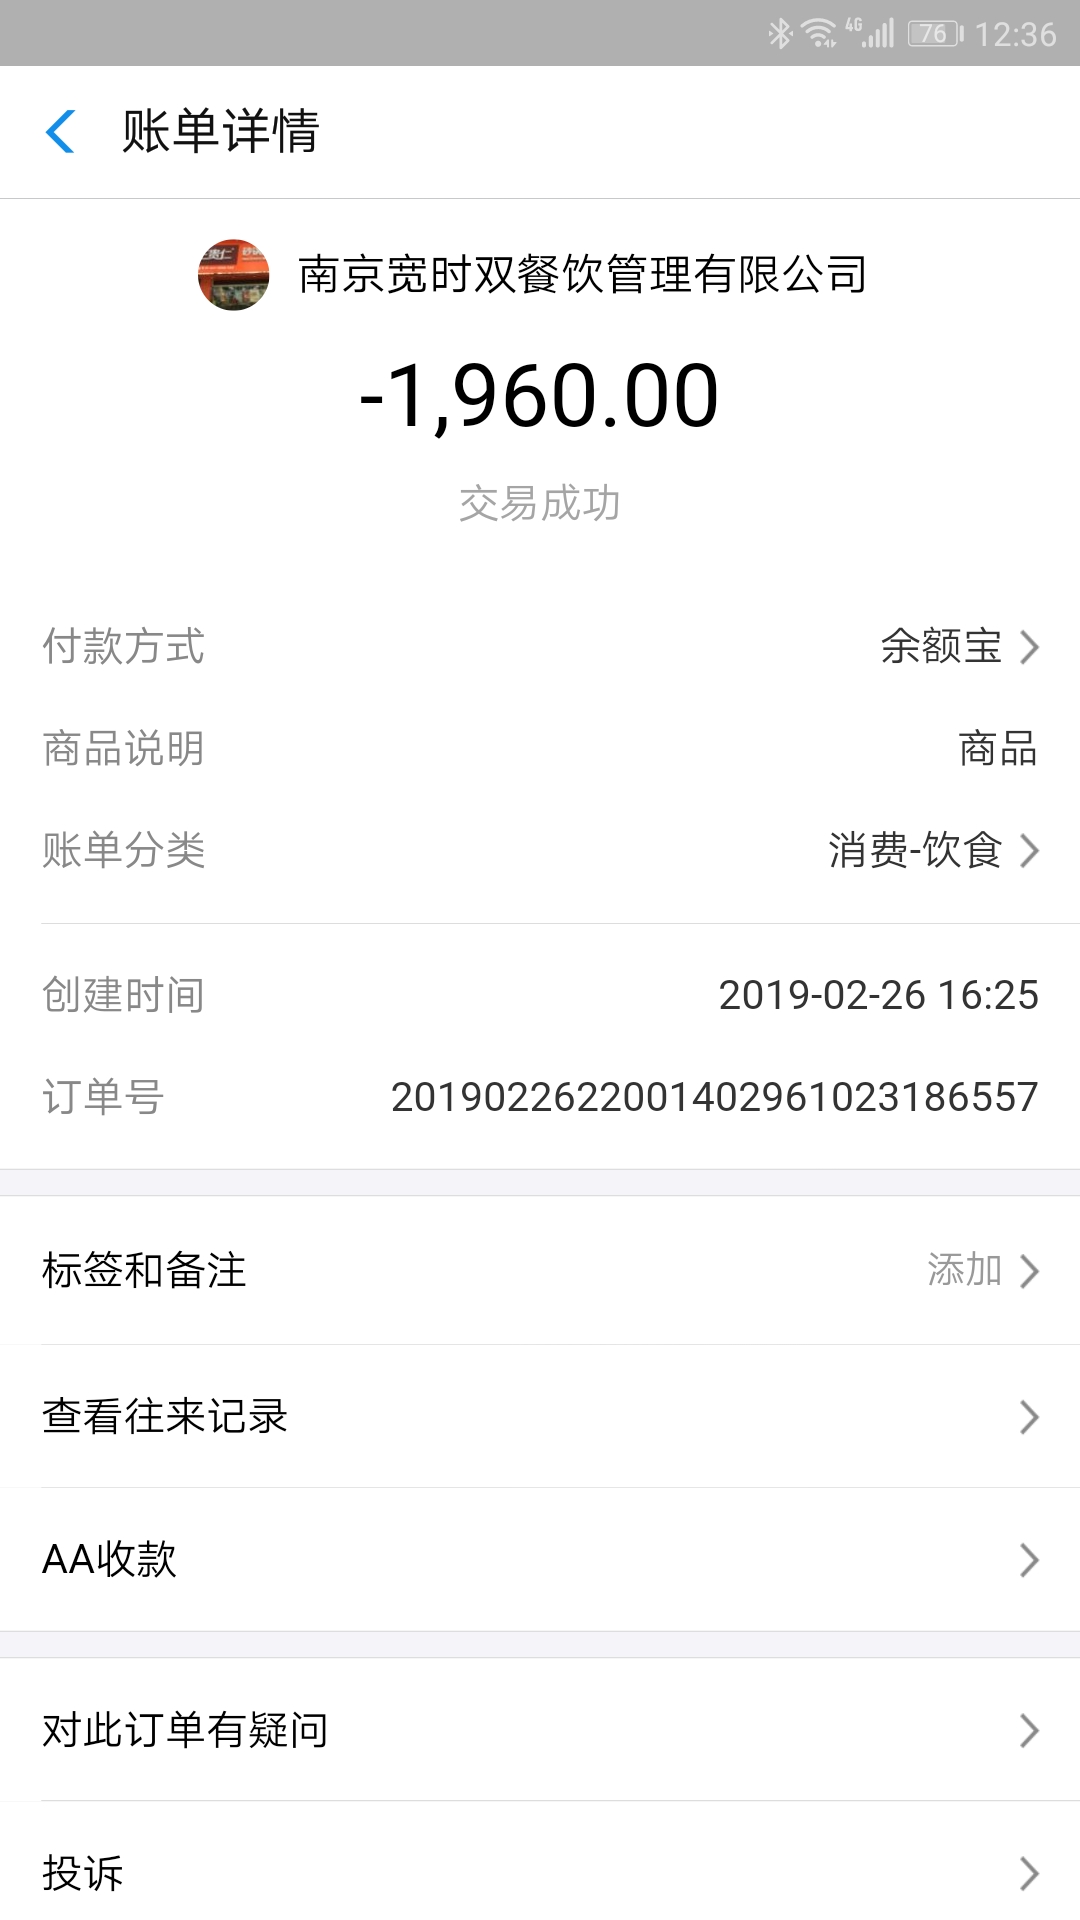 4G 76 12:36
账单详情
南京宽时双餐饮管理有限公司
-1,960.00
交易成功
付款方式 余额宝
商品说明 商品
账单分类 消费-饮食
创建时间 2019-02-26 16:25
订单号 2019022622001402961023186557
标签和备注 添加
查看往来记录
AA收款
对此订单有疑问
投诉